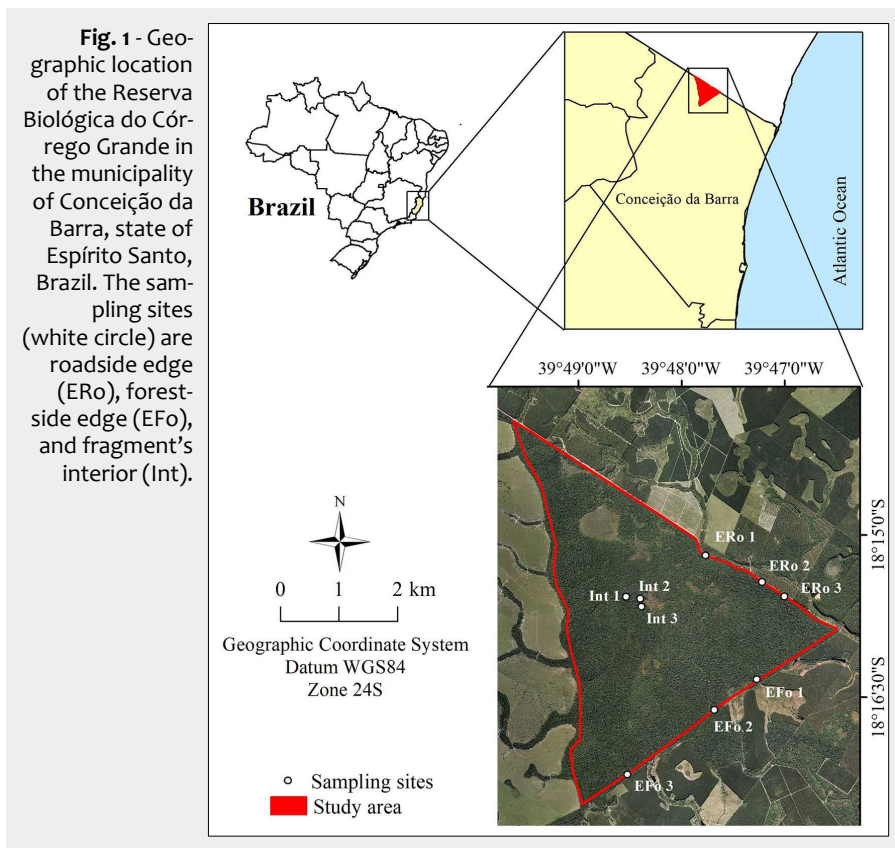 Fig. 1 - Geo-
graphic location
of the Reserva
Biológica do Cór-
rego Grande in
the municipality
of Conceição da
Barra, state of
Espírito Santo,
Brazil. The sam-
pling sites
(white circle) are
roadside edge
(ERo), forest-
side edge (EFo),
and fragment's
interior (Int).
Brazil
Conceição da Barra
Atlantic Ocean
39°49'0"W 39°48'0"W 39°47'0"W
18°15'0"S
18°16'30"S
ERo 1
ERo 2
ERo 3
Int 1
Int 2
Int 3
EFo 1
EFo 2
EFo 3
N
0 1 2 km
Geographic Coordinate System
Datum WGS84
Zone 24S
Sampling sites
Study area